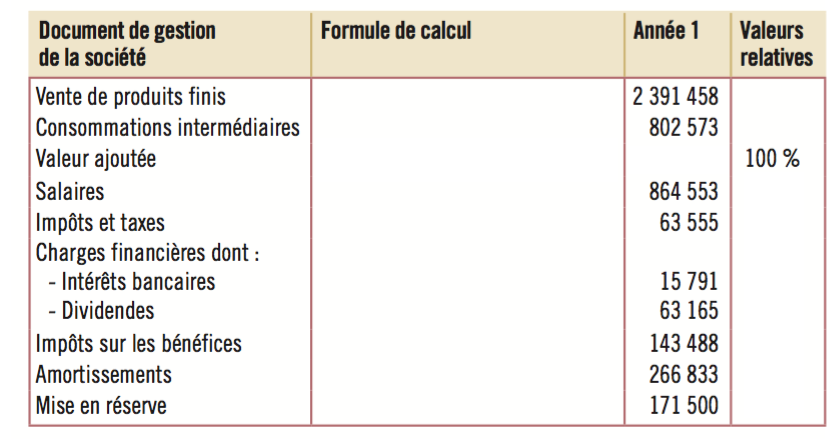 Document de gestion de la société Formule de calcul Année 1 Valeurs relatives
Vente de produits finis 2 391 458
Consommations intermédiaires 802 573
Valeur ajoutée 100 %
Salaires 864 553
Impôts et taxes 63 555
Charges financières dont :
- Intérêts bancaires 15 791
- Dividendes 63 165
Impôts sur les bénéfices 143 488
Amortissements 266 833
Mise en réserve 171 500